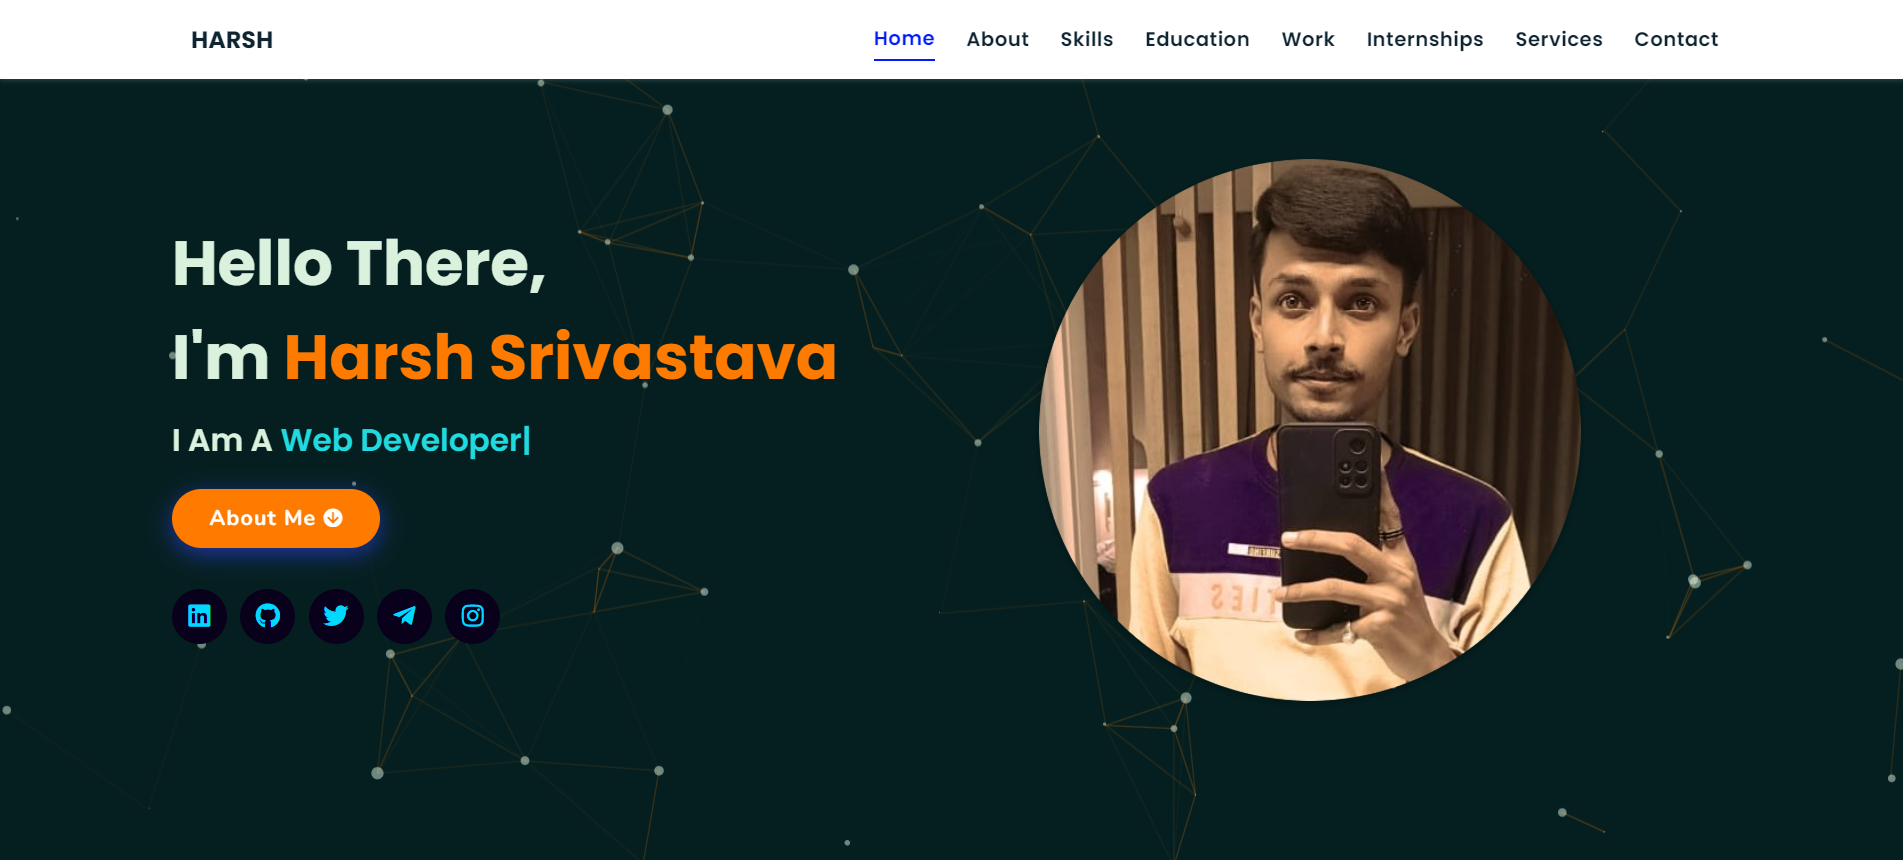 HARSH
Home About Skills Education Work Internships Services Contact
Hello There,
I'm Harsh Srivastava
I Am A Web Developer|
About Me